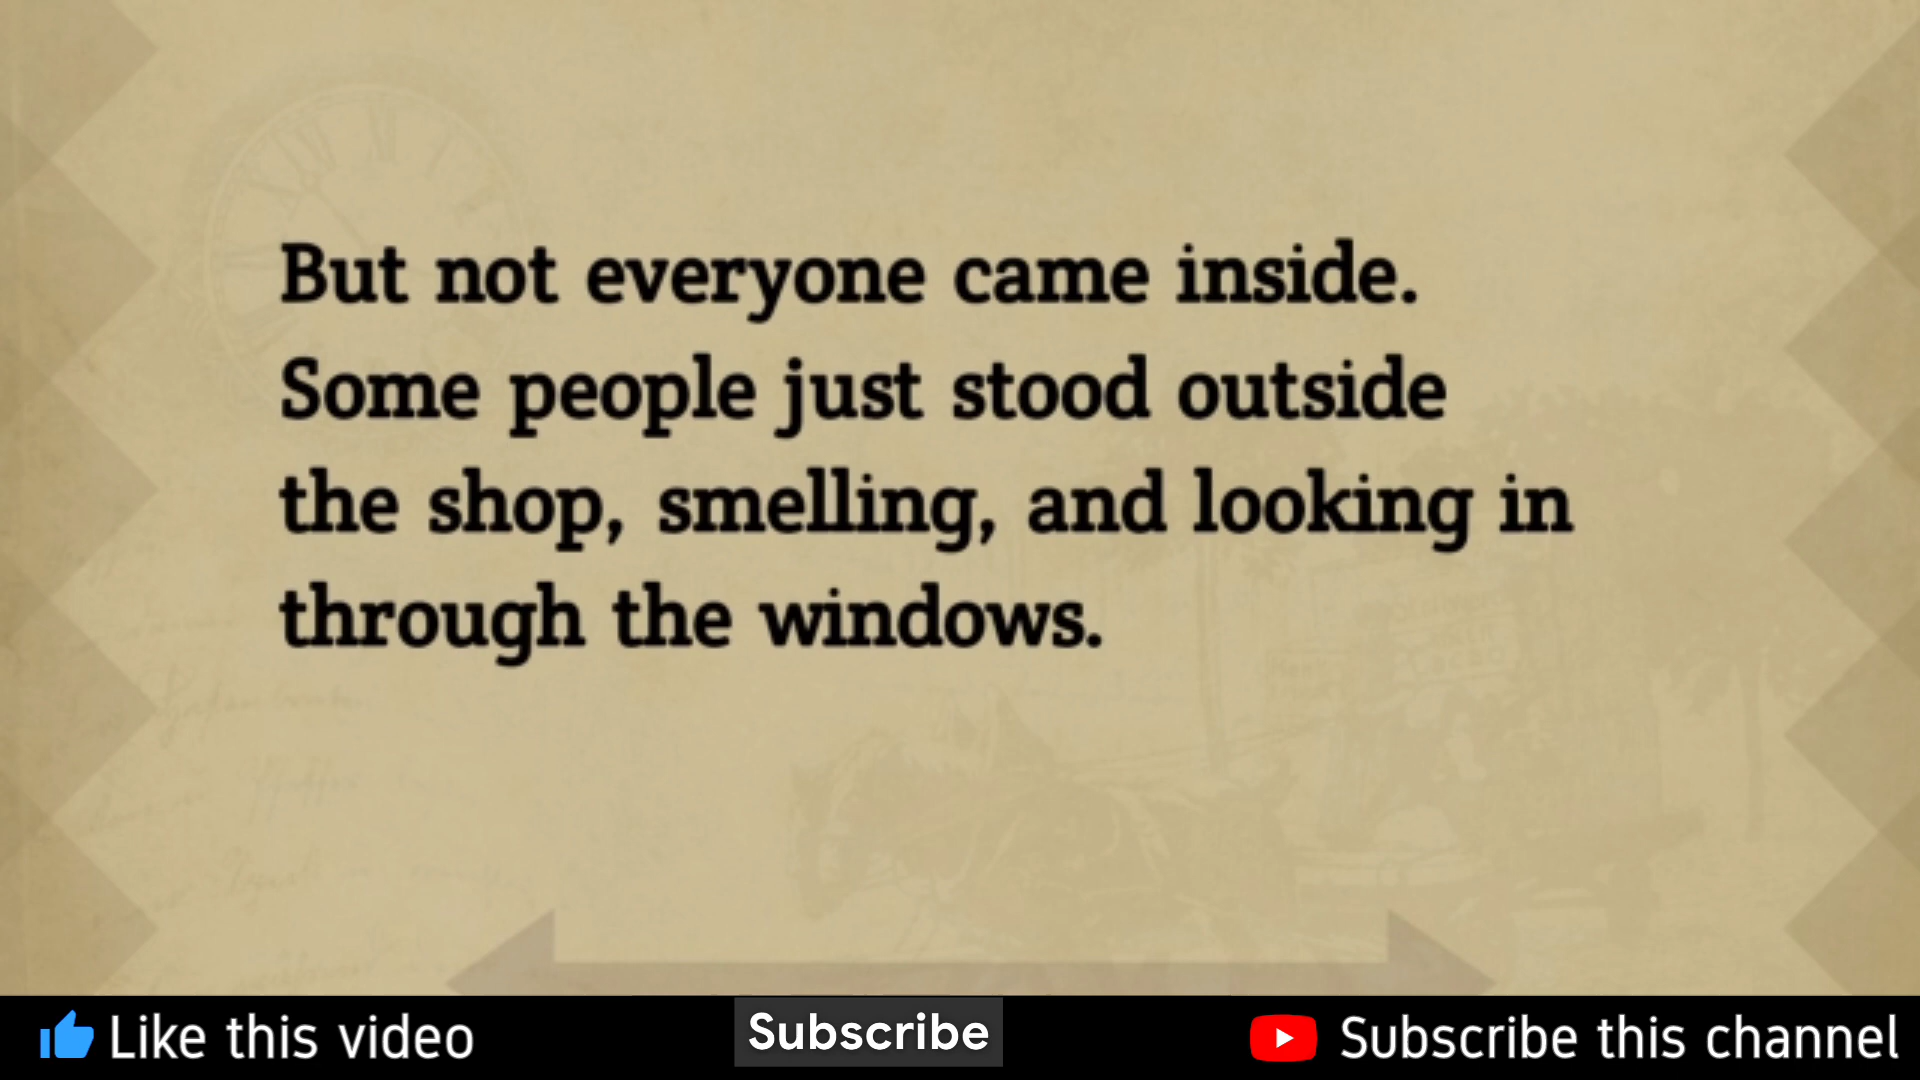 But not everyone came inside.
Some people just stood outside
the shop, smelling, and looking in
through the windows.
Like this video
Subscribe
Subscribe this channel